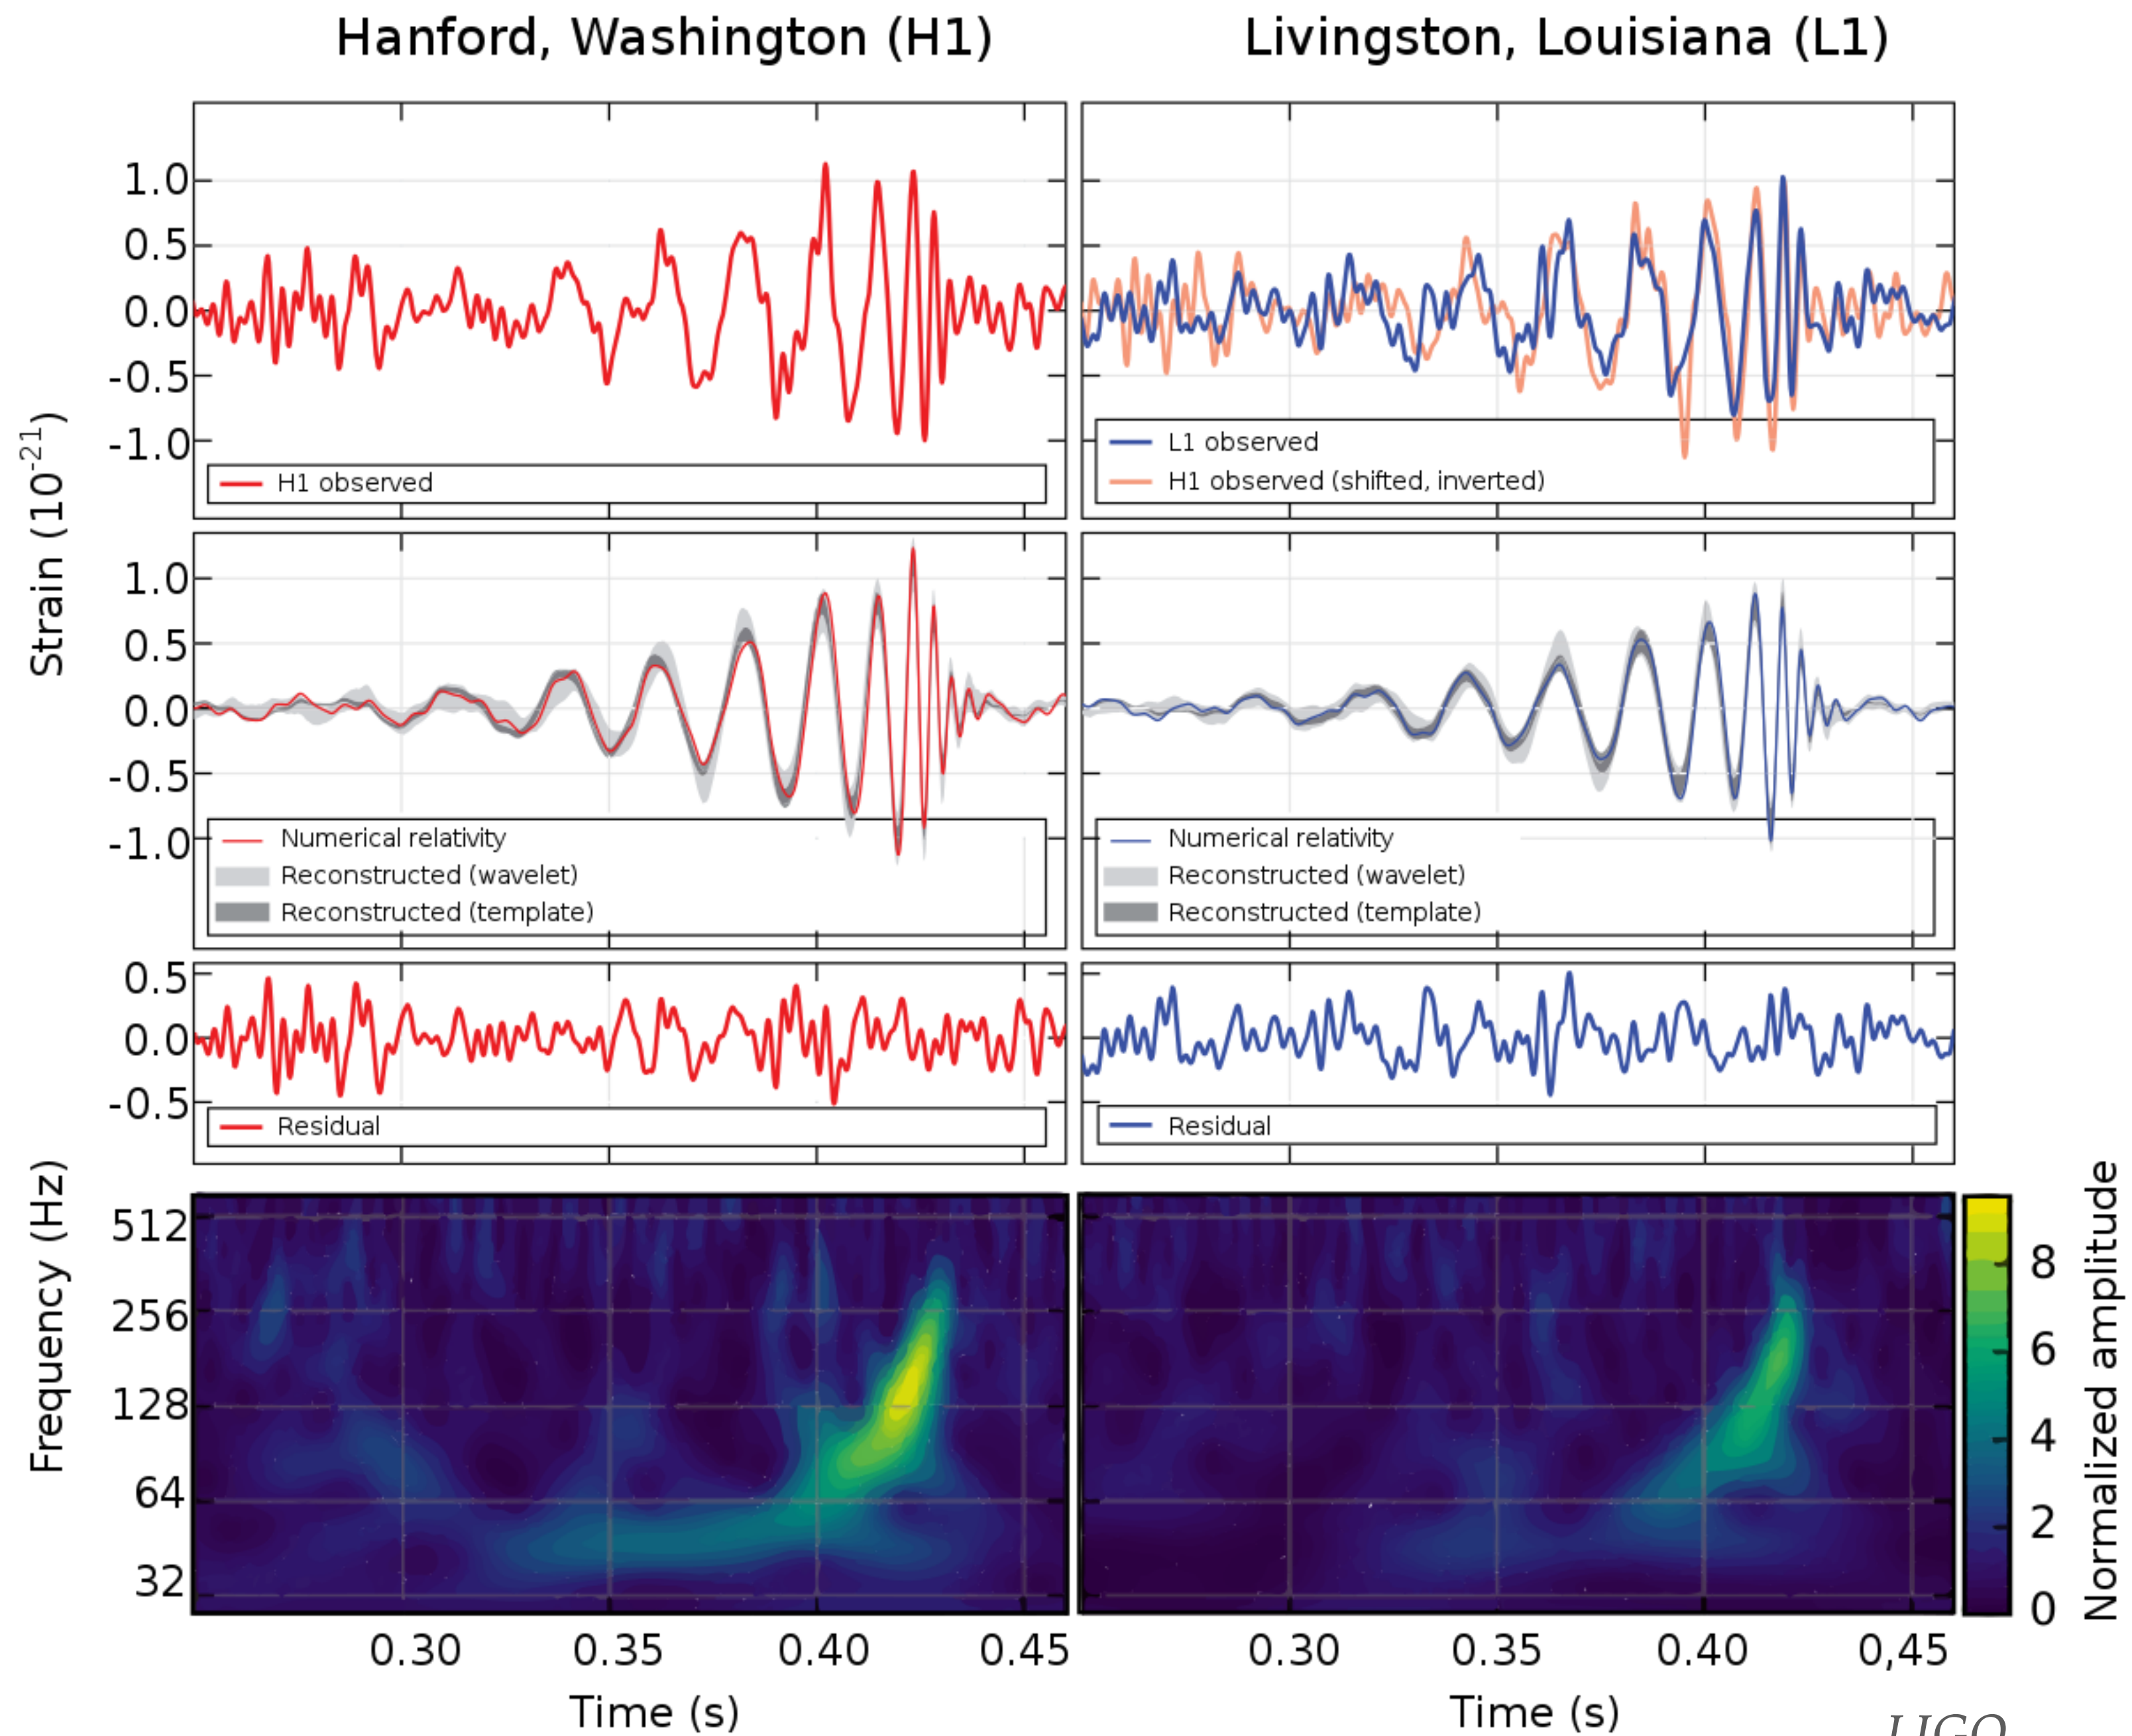 Hanford, Washington (H1)
Livingston, Louisiana (L1)
Strain (10^-21)
1.0
0.5
0.0
-0.5
-1.0
H1 observed
L1 observed
H1 observed (shifted, inverted)
1.0
0.5
0.0
-0.5
-1.0
Numerical relativity
Reconstructed (wavelet)
Reconstructed (template)
Numerical relativity
Reconstructed (wavelet)
Reconstructed (template)
0.5
0.0
-0.5
Residual
Residual
Frequency (Hz)
512
256
128
64
32
Normalized amplitude
8
6
4
2
0
0.30 0.35 0.40 0.45
0.30 0.35 0.40 0,45
Time (s)
Time (s)
LIGO